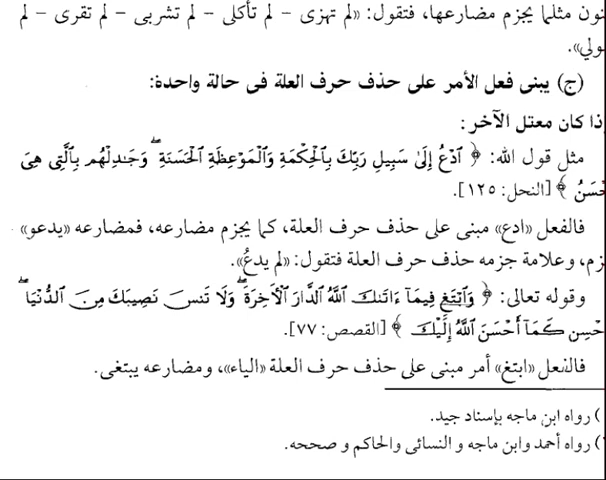 نون مثلما يجزم مضارعها، فتقول: «لم تهزى – لم تأكلى – لم تشربى – لم تقرى – لم
ولي».
(ج) يبنى فعل الأمر على حذف حرف العلة فى حالة واحدة:
ذا كان معتل الآخر:
مثل قول الله: ﴿ ٱدْعُ إِلَىٰ سَبِيلِ رَبِّكَ بِٱلْحِكْمَةِ وَٱلْمَوْعِظَةِ ٱلْحَسَنَةِ ۖ وَجَـٰدِلْهُم بِٱلَّتِى هِىَ
حْسَنُ ﴾ [النحل: ١٢٥].
فالفعل «ادع» مبنى على حذف حرف العلة، كما يجزم مضارعه، فمضارعه «يدعو»
زم، وعلامة جزمه حذف حرف العلة فتقول: «لم يدعُ».
وقوله تعالى: ﴿ وَٱبْتَغِ فِيمَآ ءَاتَىٰكَ ٱللَّهُ ٱلدَّارَ ٱلْـَٔاخِرَةَ ۖ وَلَا تَنسَ نَصِيبَكَ مِنَ ٱلدُّنْيَا ۖ
حْسِن كَمَآ أَحْسَنَ ٱللَّهُ إِلَيْكَ ﴾ [القصص: ٧٧].
فالفعل «ابتغ» أمر مبنى على حذف حرف العلة «الياء»، ومضارعه يبتغى.
) رواه ابن ماجه بإسناد جيد.
) رواه أحمد وابن ماجه و النسائى والحاكم و صححه.